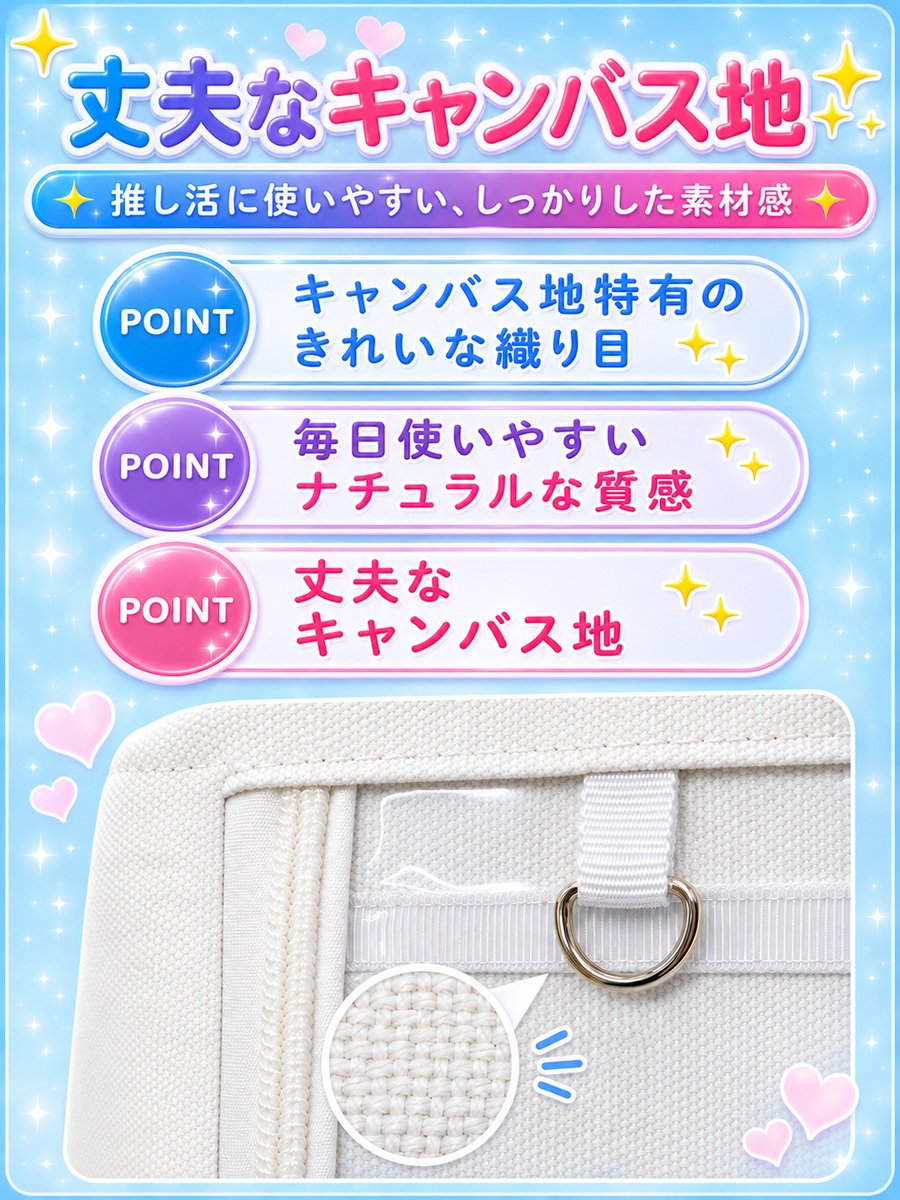 丈夫なキャンバス地
推し活に使いやすい、しっかりした素材感
POINT
キャンバス地特有の
きれいな織り目
POINT
毎日使いやすい
ナチュラルな質感
POINT
丈夫な
キャンバス地